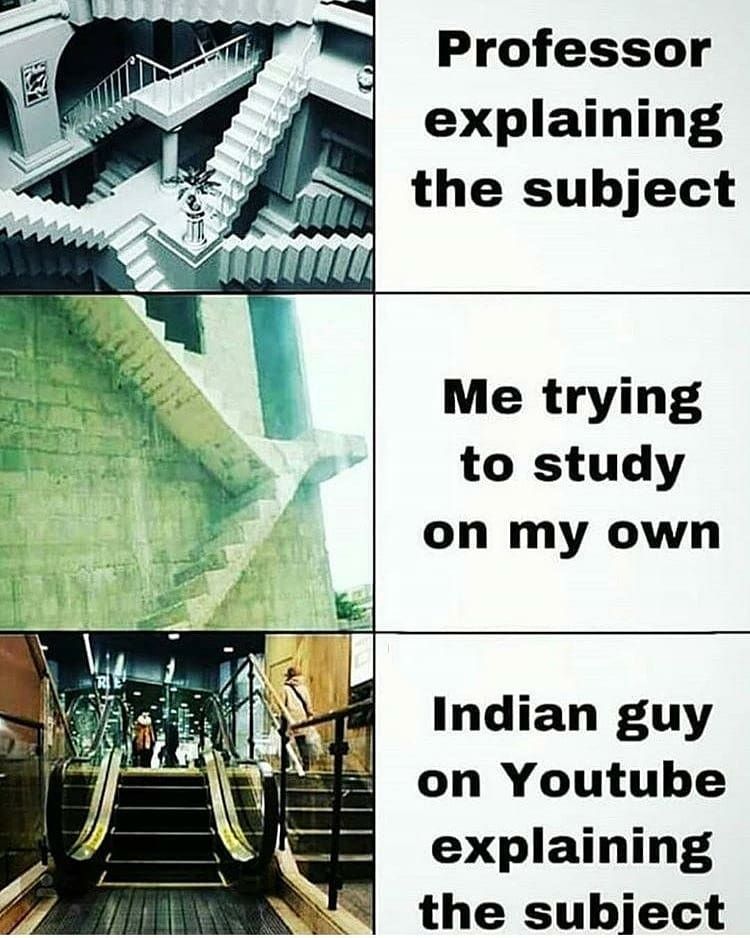 Professor
explaining
the subject
Me trying
to study
on my own
Indian guy
on Youtube
explaining
the subject